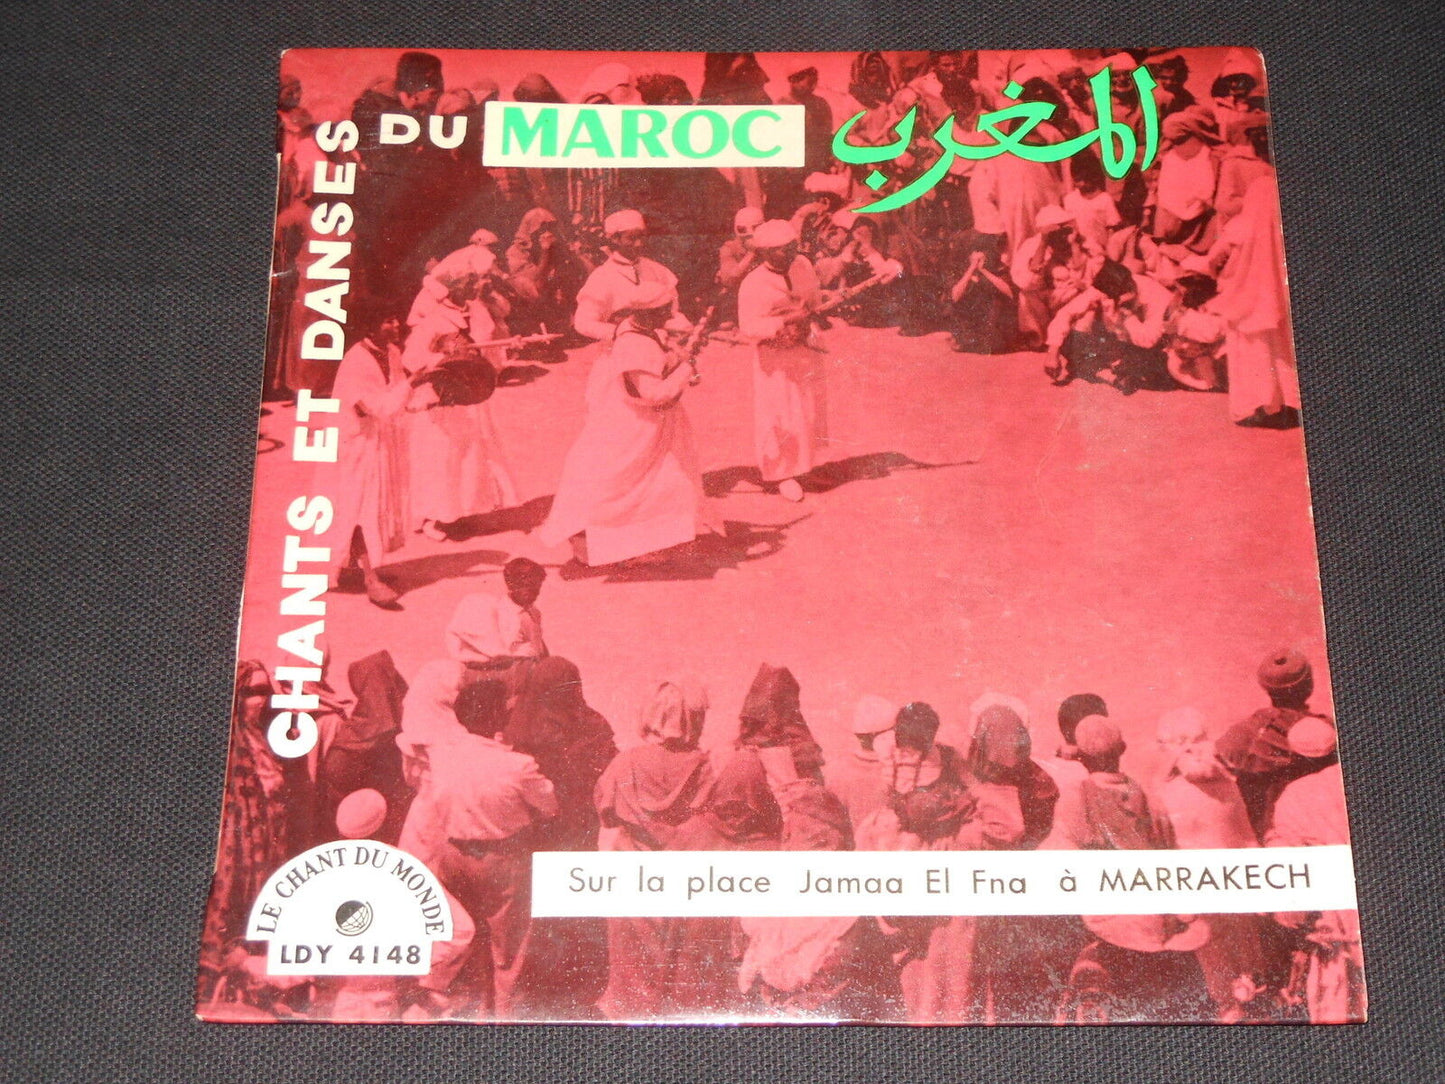 CHANTS ET DANSES
DU MAROC
المغرب
Sur la place Jamaa El Fna à MARRAKECH
LE CHANT DU MONDE
LDY 4148